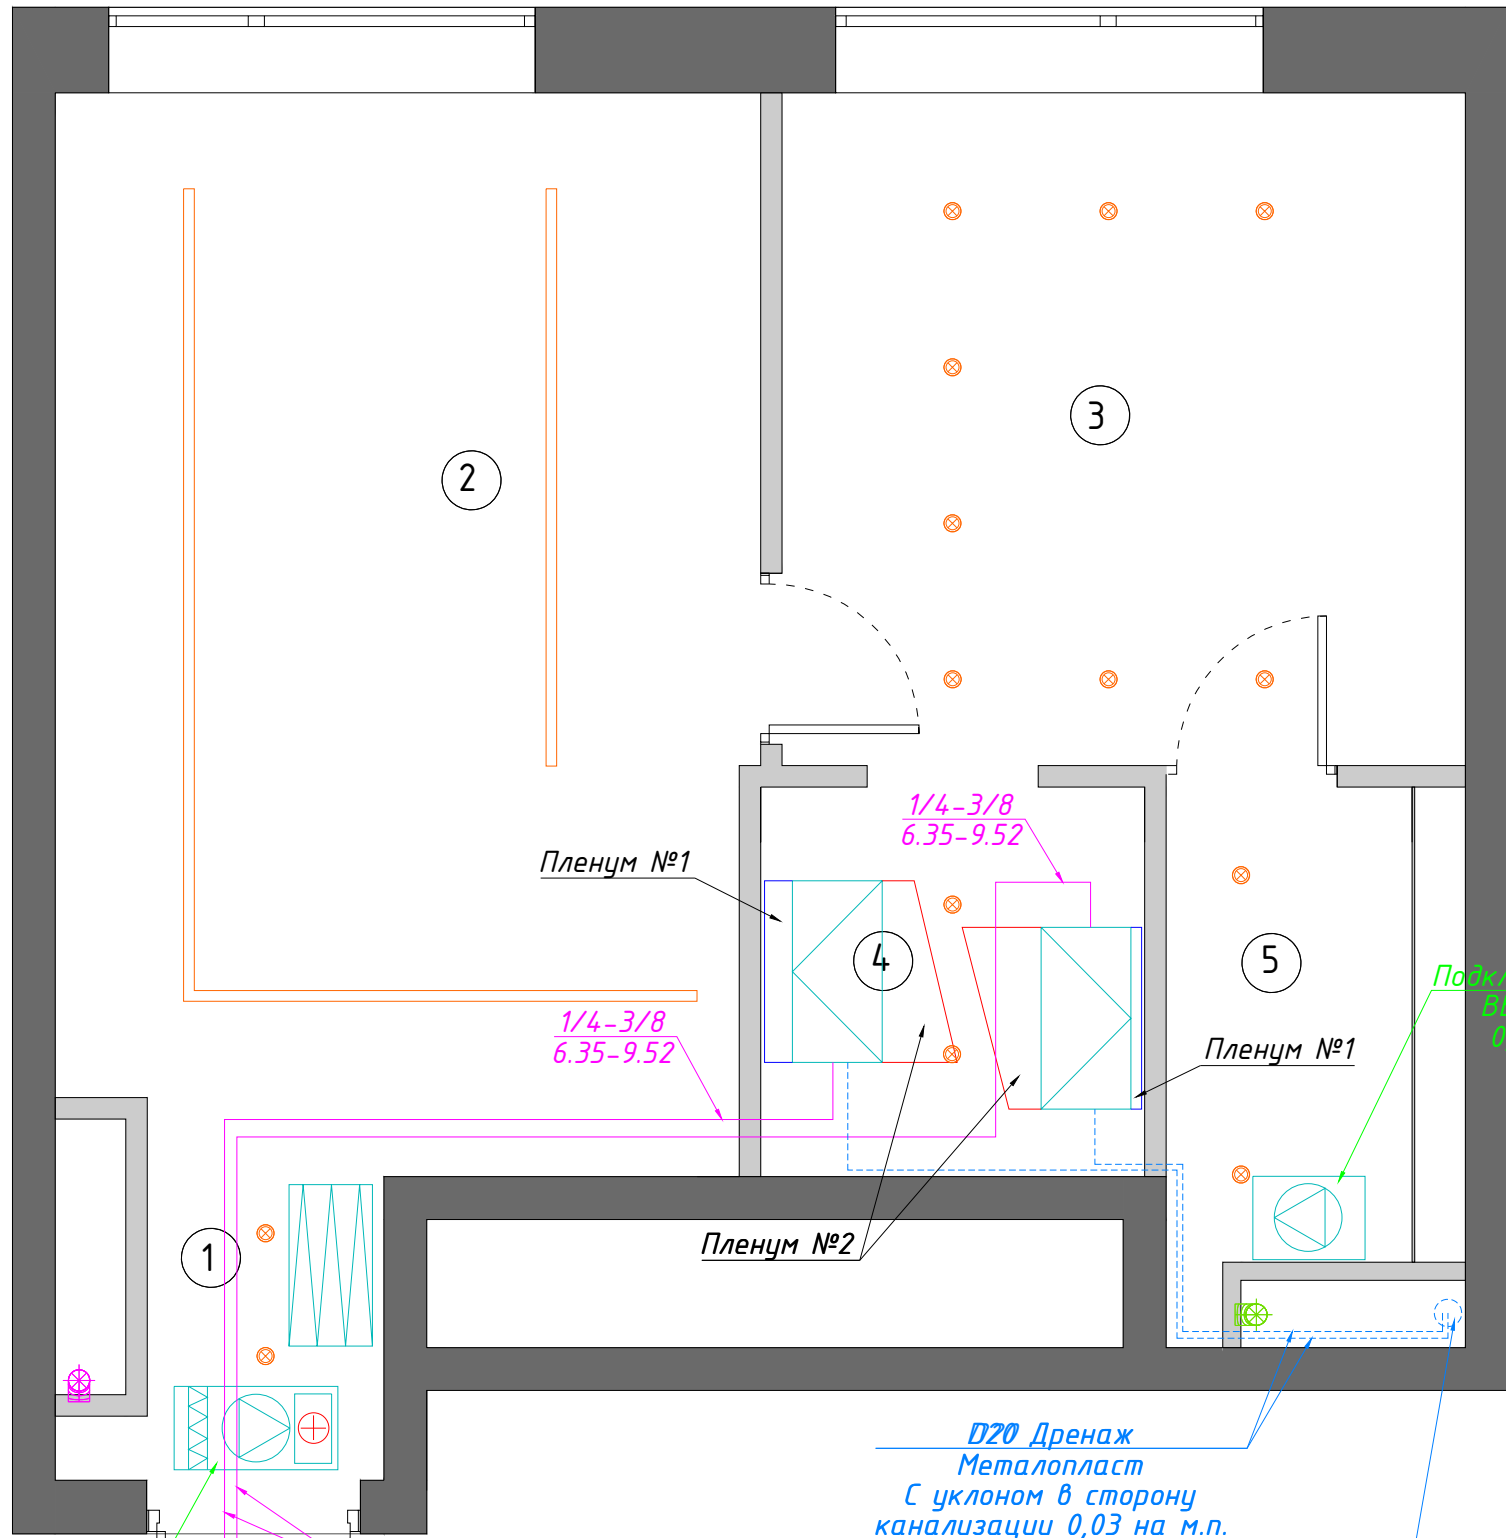 2
3
1/4-3/8
6.35-9.52
Пленум №1
4
5
1/4-3/8
6.35-9.52
Пленум №1
Пленум №2
1
D20 Дренаж
Металопласт
С уклоном в сторону
канализации 0,03 на м.п.